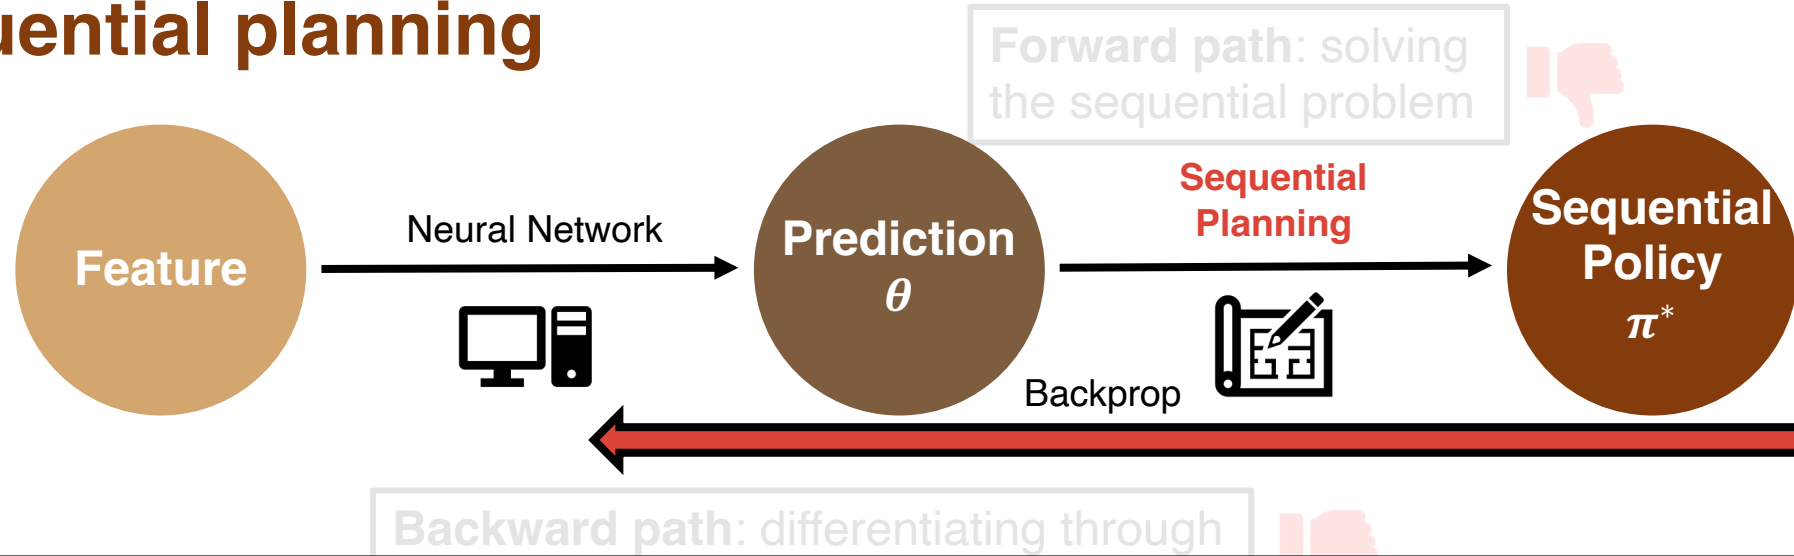 uential planning
Forward path: solving
the sequential problem
Feature
Neural Network
Prediction
θ
Sequential
Planning
Sequential
Policy
π*
Backprop
Backward path: differentiating through